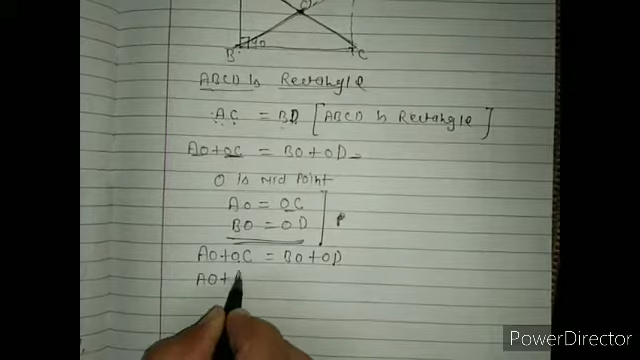 O
B 90 C
ABCD is Rectangle
AC = BD [ABCD is Rectangle]
AO+OC = BO+OD
O is mid Point
AO = OC
BO = OD
P
AO+OC = BO+OD
AO+
PowerDirector